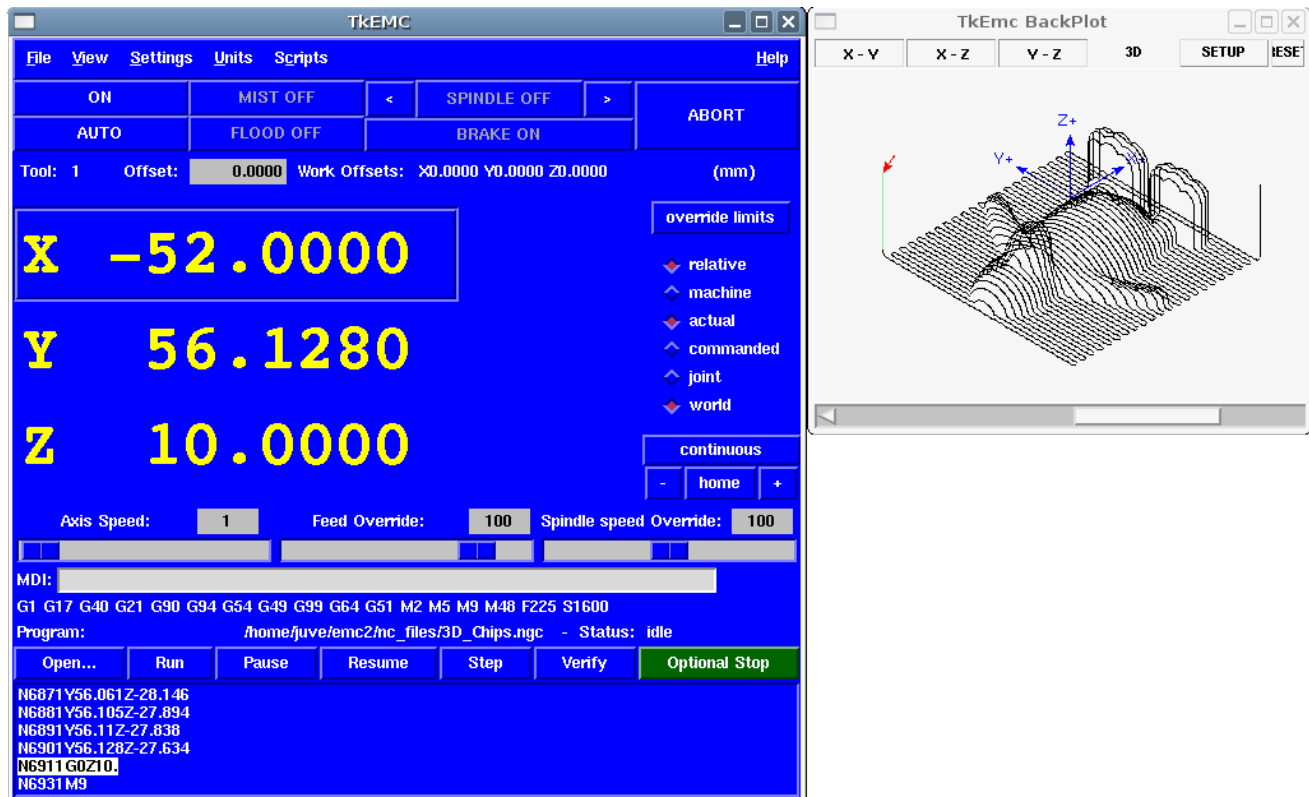 TkEMC
File View Settings Units Scripts Help
ON MIST OFF < SPINDLE OFF >
ABORT
AUTO FLOOD OFF BRAKE ON
Tool: 1 Offset: 0.0000 Work Offsets: X0.0000 Y0.0000 Z0.0000 (mm)
override limits
X -52.0000
relative
machine
Y 56.1280
actual
commanded
joint
world
Z 10.0000
continuous
- home +
Axis Speed: 1 Feed Override: 100 Spindle speed Override: 100
MDI:
G1 G17 G40 G21 G90 G94 G54 G49 G99 G64 G51 M2 M5 M9 M48 F225 S1600
Program: /home/juve/emc2/nc_files/3D_Chips.ngc - Status: idle
Open... Run Pause Resume Step Verify Optional Stop
N6871Y56.061Z-28.146
N6881Y56.105Z-27.894
N6891Y56.11Z-27.838
N6901Y56.128Z-27.634
N6911G0Z10.
N6931M9
TkEmc BackPlot
X - Y X - Z Y - Z 3D SETUP
Z+
Y+
X+